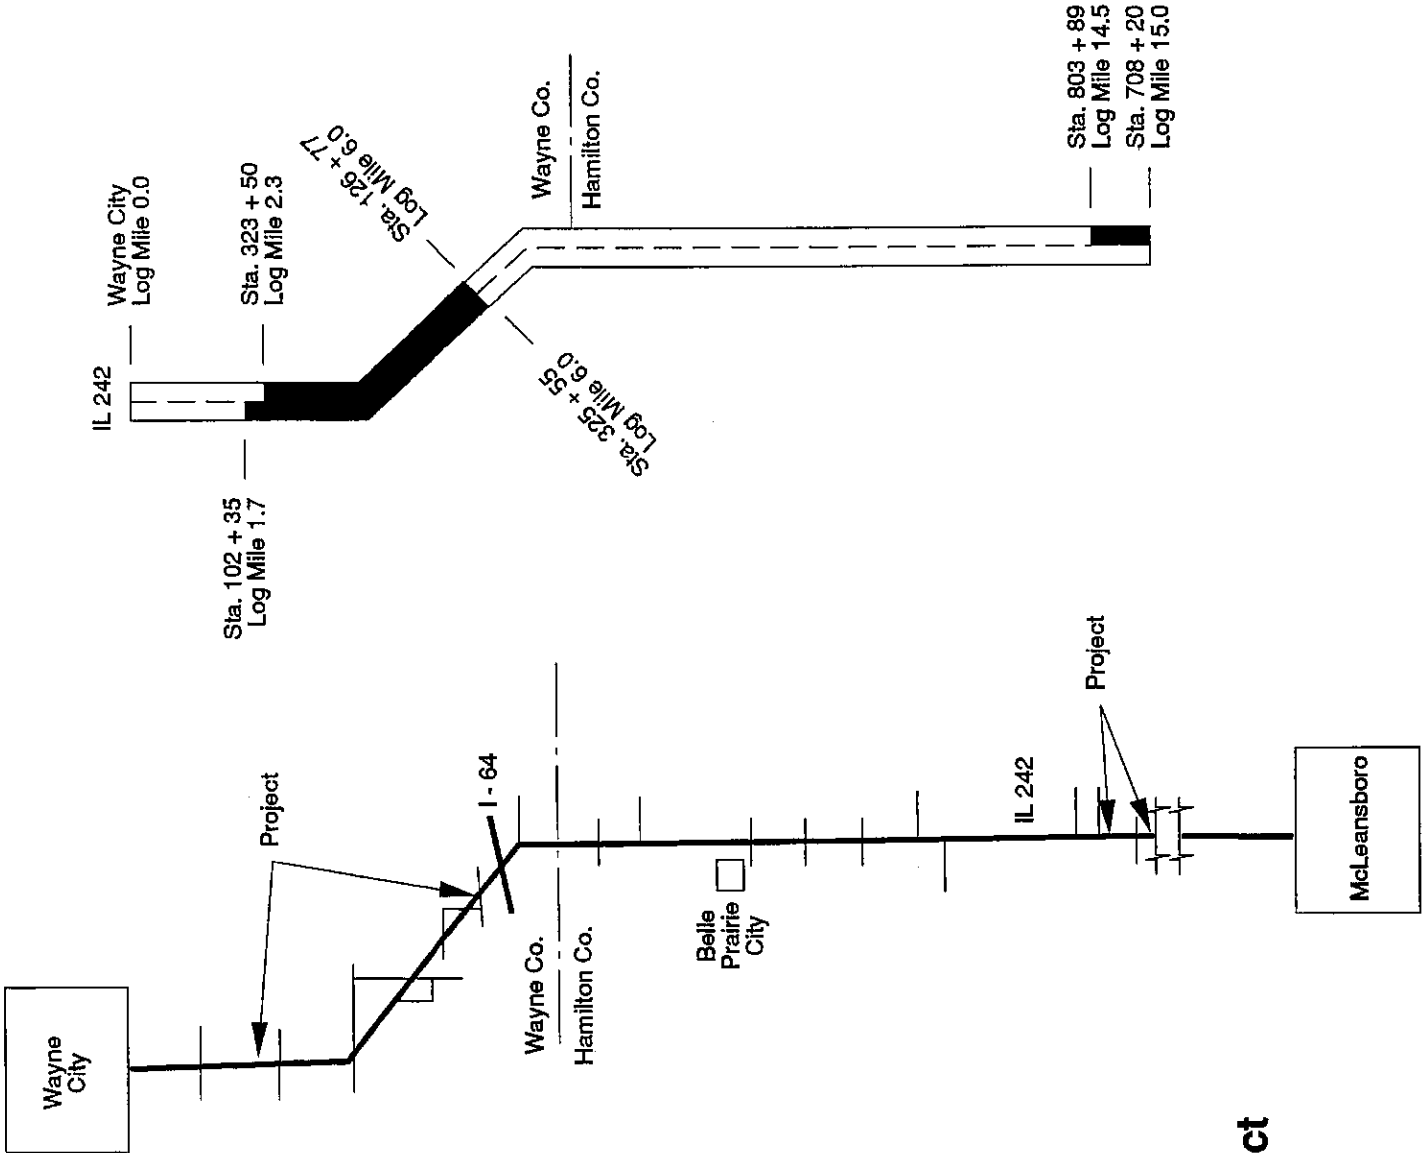 IL 242
Wayne City
Log Mile 0.0
Sta. 323 + 50
Log Mile 2.3
Sta. 126 + 77
Log Mile 6.0
Wayne Co.
Hamilton Co.
Sta. 803 + 89
Log Mile 14.5
Sta. 708 + 20
Log Mile 15.0
Sta. 102 + 35
Log Mile 1.7
Sta. 325 + 55
Log Mile 6.0
Wayne
City
Project
I - 64
Wayne Co.
Hamilton Co.
Belle
Prairie
City
IL 242
Project
McLeansboro
ct